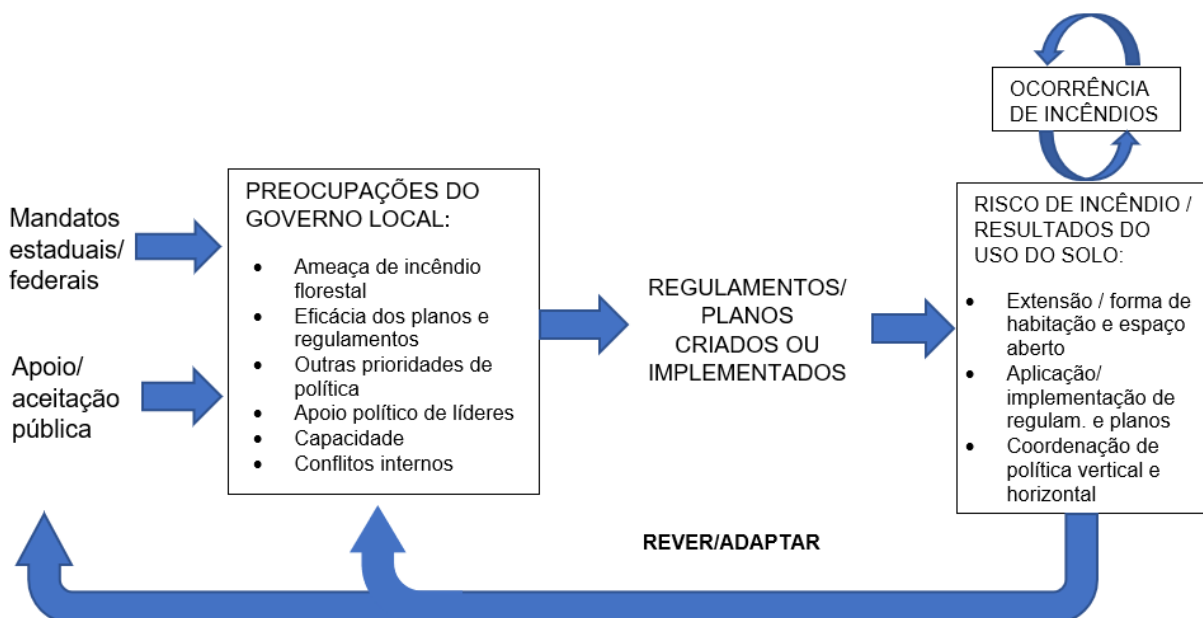 Mandatos
estaduais/
federais
Apoio/
aceitação
pública
PREOCUPAÇÕES DO
GOVERNO LOCAL:
• Ameaça de incêndio
florestal
• Eficácia dos planos e
regulamentos
• Outras prioridades de
política
• Apoio político de líderes
• Capacidade
• Conflitos internos
REGULAMENTOS/
PLANOS
CRIADOS OU
IMPLEMENTADOS
OCORRÊNCIA
DE INCÊNDIOS
RISCO DE INCÊNDIO /
RESULTADOS DO
USO DO SOLO:
• Extensão / forma de
habitação e espaço
aberto
• Aplicação/
implementação de
regulam. e planos
• Coordenação de
política vertical e
horizontal
REVER/ADAPTAR